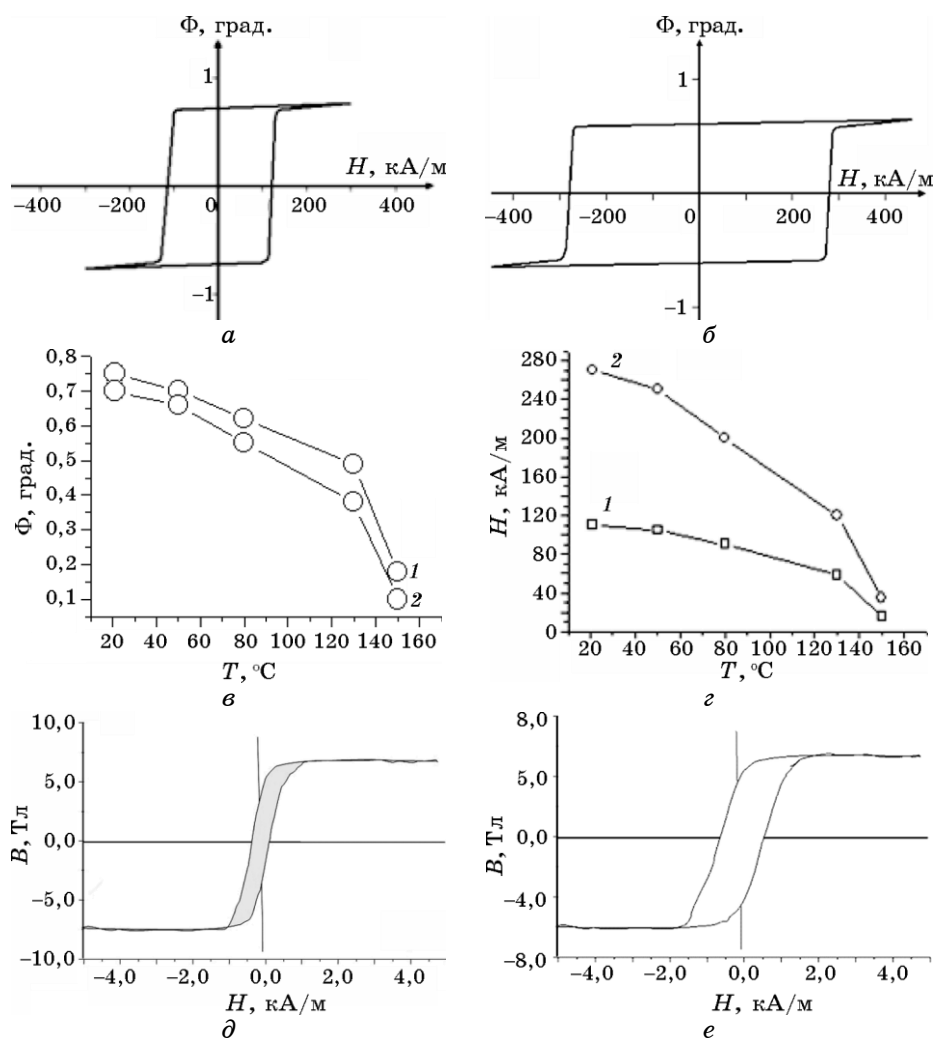 Φ, град.
1
H, кА/м
−400 −200 0 200 400
−1
а
Φ, град.
1
H, кА/м
−400 −200 0 200 400
−1
б
0,8
0,7
0,6
0,5
0,4
0,3
0,2
0,1
Φ, град.
1
2
20 40 60 80 100 120 140 160
T, °C
в
280
240
200
160
120
80
40
0
H, кА/м
2
1
20 40 60 80 100 120 140 160
T, °C
г
10,0
5,0
0,0
−5,0
−10,0
B, Тл
−4,0 −2,0 0,0 2,0 4,0
H, кА/м
д
8,0
5,0
0,0
−4,0
−8,0
B, Тл
−4,0 −2,0 0,0 2,0 4,0
H, кА/м
е